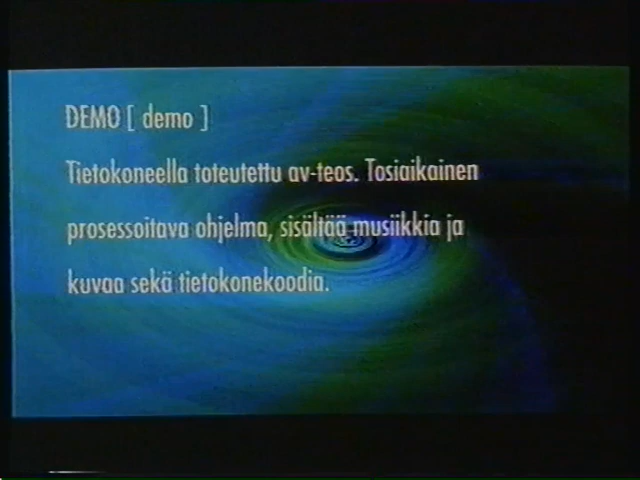 DEMO [ demo ]
Tietokoneella toteutettu av-teos. Tosiaikainen
prosessoitava ohjelma, sisältää musiikkia ja
kuvaa sekä tietokonekoodia.